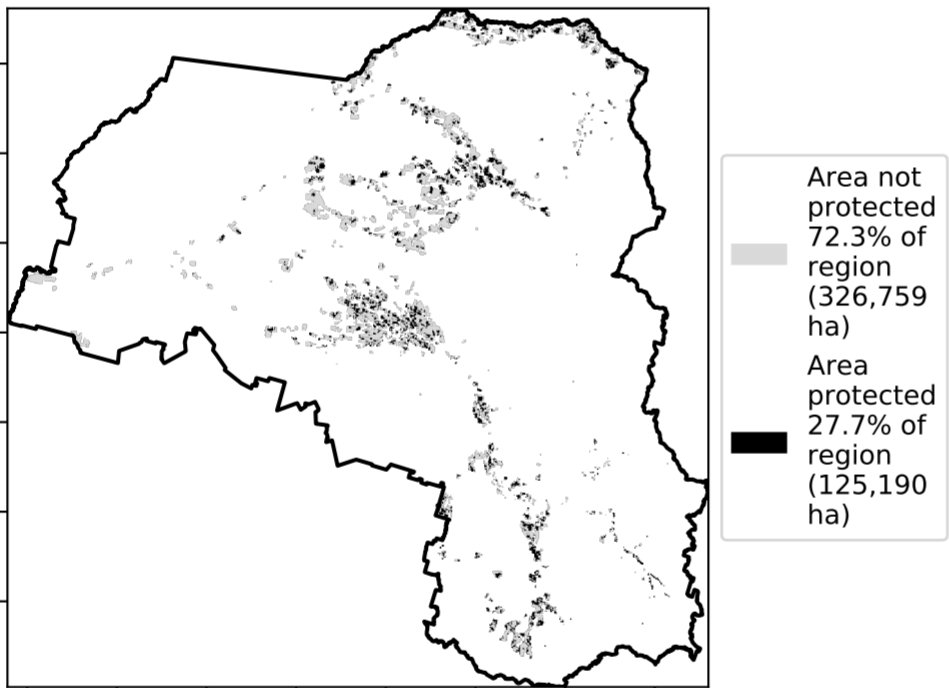 Area not
protected
72.3% of
region
(326,759
ha)
Area
protected
27.7% of
region
(125,190
ha)